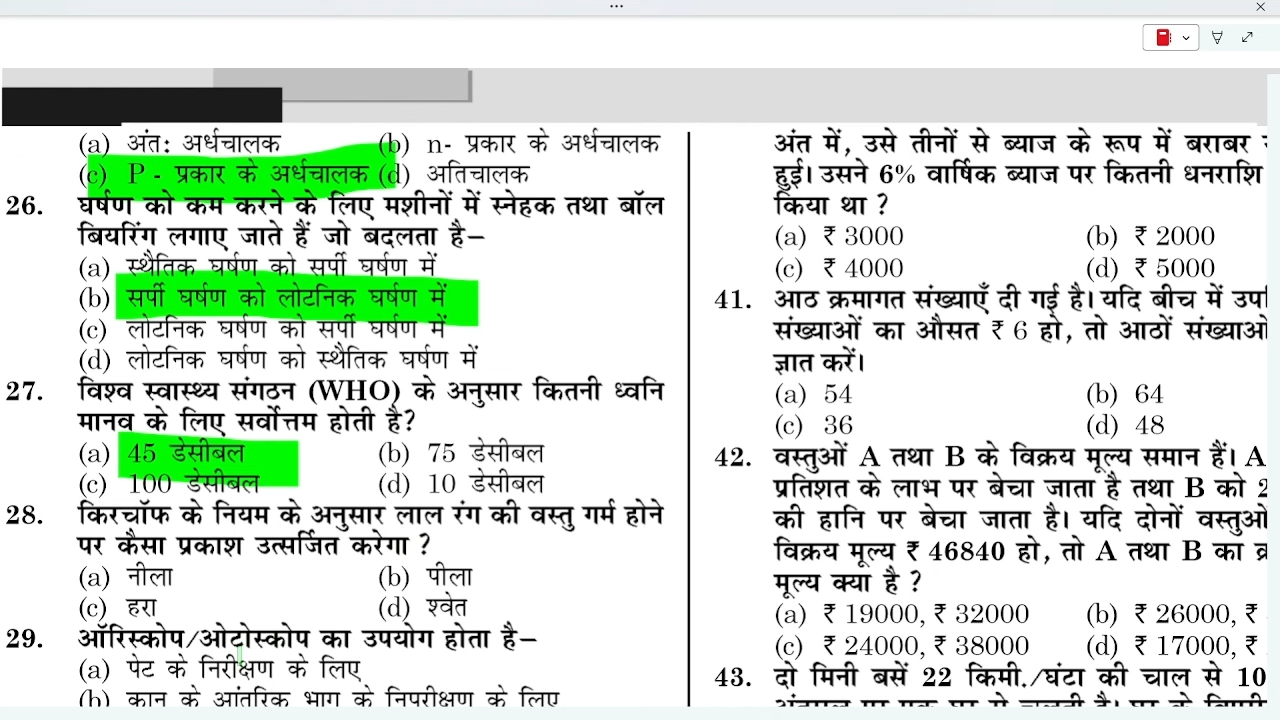 (a) अंतः अर्धचालक (b) n- प्रकार के अर्धचालक
(c) P - प्रकार के अर्धचालक (d) अतिचालक
26. घर्षण को कम करने के लिए मशीनों में स्नेहक तथा बॉल
बियरिंग लगाए जाते हैं जो बदलता है–
(a) स्थैतिक घर्षण को सर्पी घर्षण में
(b) सर्पी घर्षण को लोटनिक घर्षण में
(c) लोटनिक घर्षण को सर्पी घर्षण में
(d) लोटनिक घर्षण को स्थैतिक घर्षण में
27. विश्व स्वास्थ्य संगठन (WHO) के अनुसार कितनी ध्वनि
मानव के लिए सर्वोत्तम होती है?
(a) 45 डेसीबल (b) 75 डेसीबल
(c) 100 डेसीबल (d) 10 डेसीबल
28. किरचॉफ के नियम के अनुसार लाल रंग की वस्तु गर्म होने
पर कैसा प्रकाश उत्सर्जित करेगा ?
(a) नीला (b) पीला
(c) हरा (d) श्वेत
29. ऑरिस्कोप/ओटोस्कोप का उपयोग होता है–
(a) पेट के निरीक्षण के लिए
(b) कान के आंतरिक भाग के निपरीक्षण के लिए
अंत में, उसे तीनों से ब्याज के रूप में बराबर
हुई। उसने 6% वार्षिक ब्याज पर कितनी धनराशि
किया था ?
(a) ₹ 3000 (b) ₹ 2000
(c) ₹ 4000 (d) ₹ 5000
41. आठ क्रमागत संख्याएँ दी गई है। यदि बीच में
संख्याओं का औसत ₹ 6 हो, तो आठों
ज्ञात करें।
(a) 54 (b) 64
(c) 36 (d) 48
42. वस्तुओं A तथा B के विक्रय मूल्य समान हैं। A
प्रतिशत के लाभ पर बेचा जाता है तथा B को 2
की हानि पर बेचा जाता है। यदि दोनों
विक्रय मूल्य ₹ 46840 हो, तो A तथा B का
मूल्य क्या है ?
(a) ₹ 19000, ₹ 32000 (b) ₹ 26000, ₹
(c) ₹ 24000, ₹ 38000 (d) ₹ 17000, ₹
43. दो मिनी बसें 22 किमी./घंटा की चाल से 10